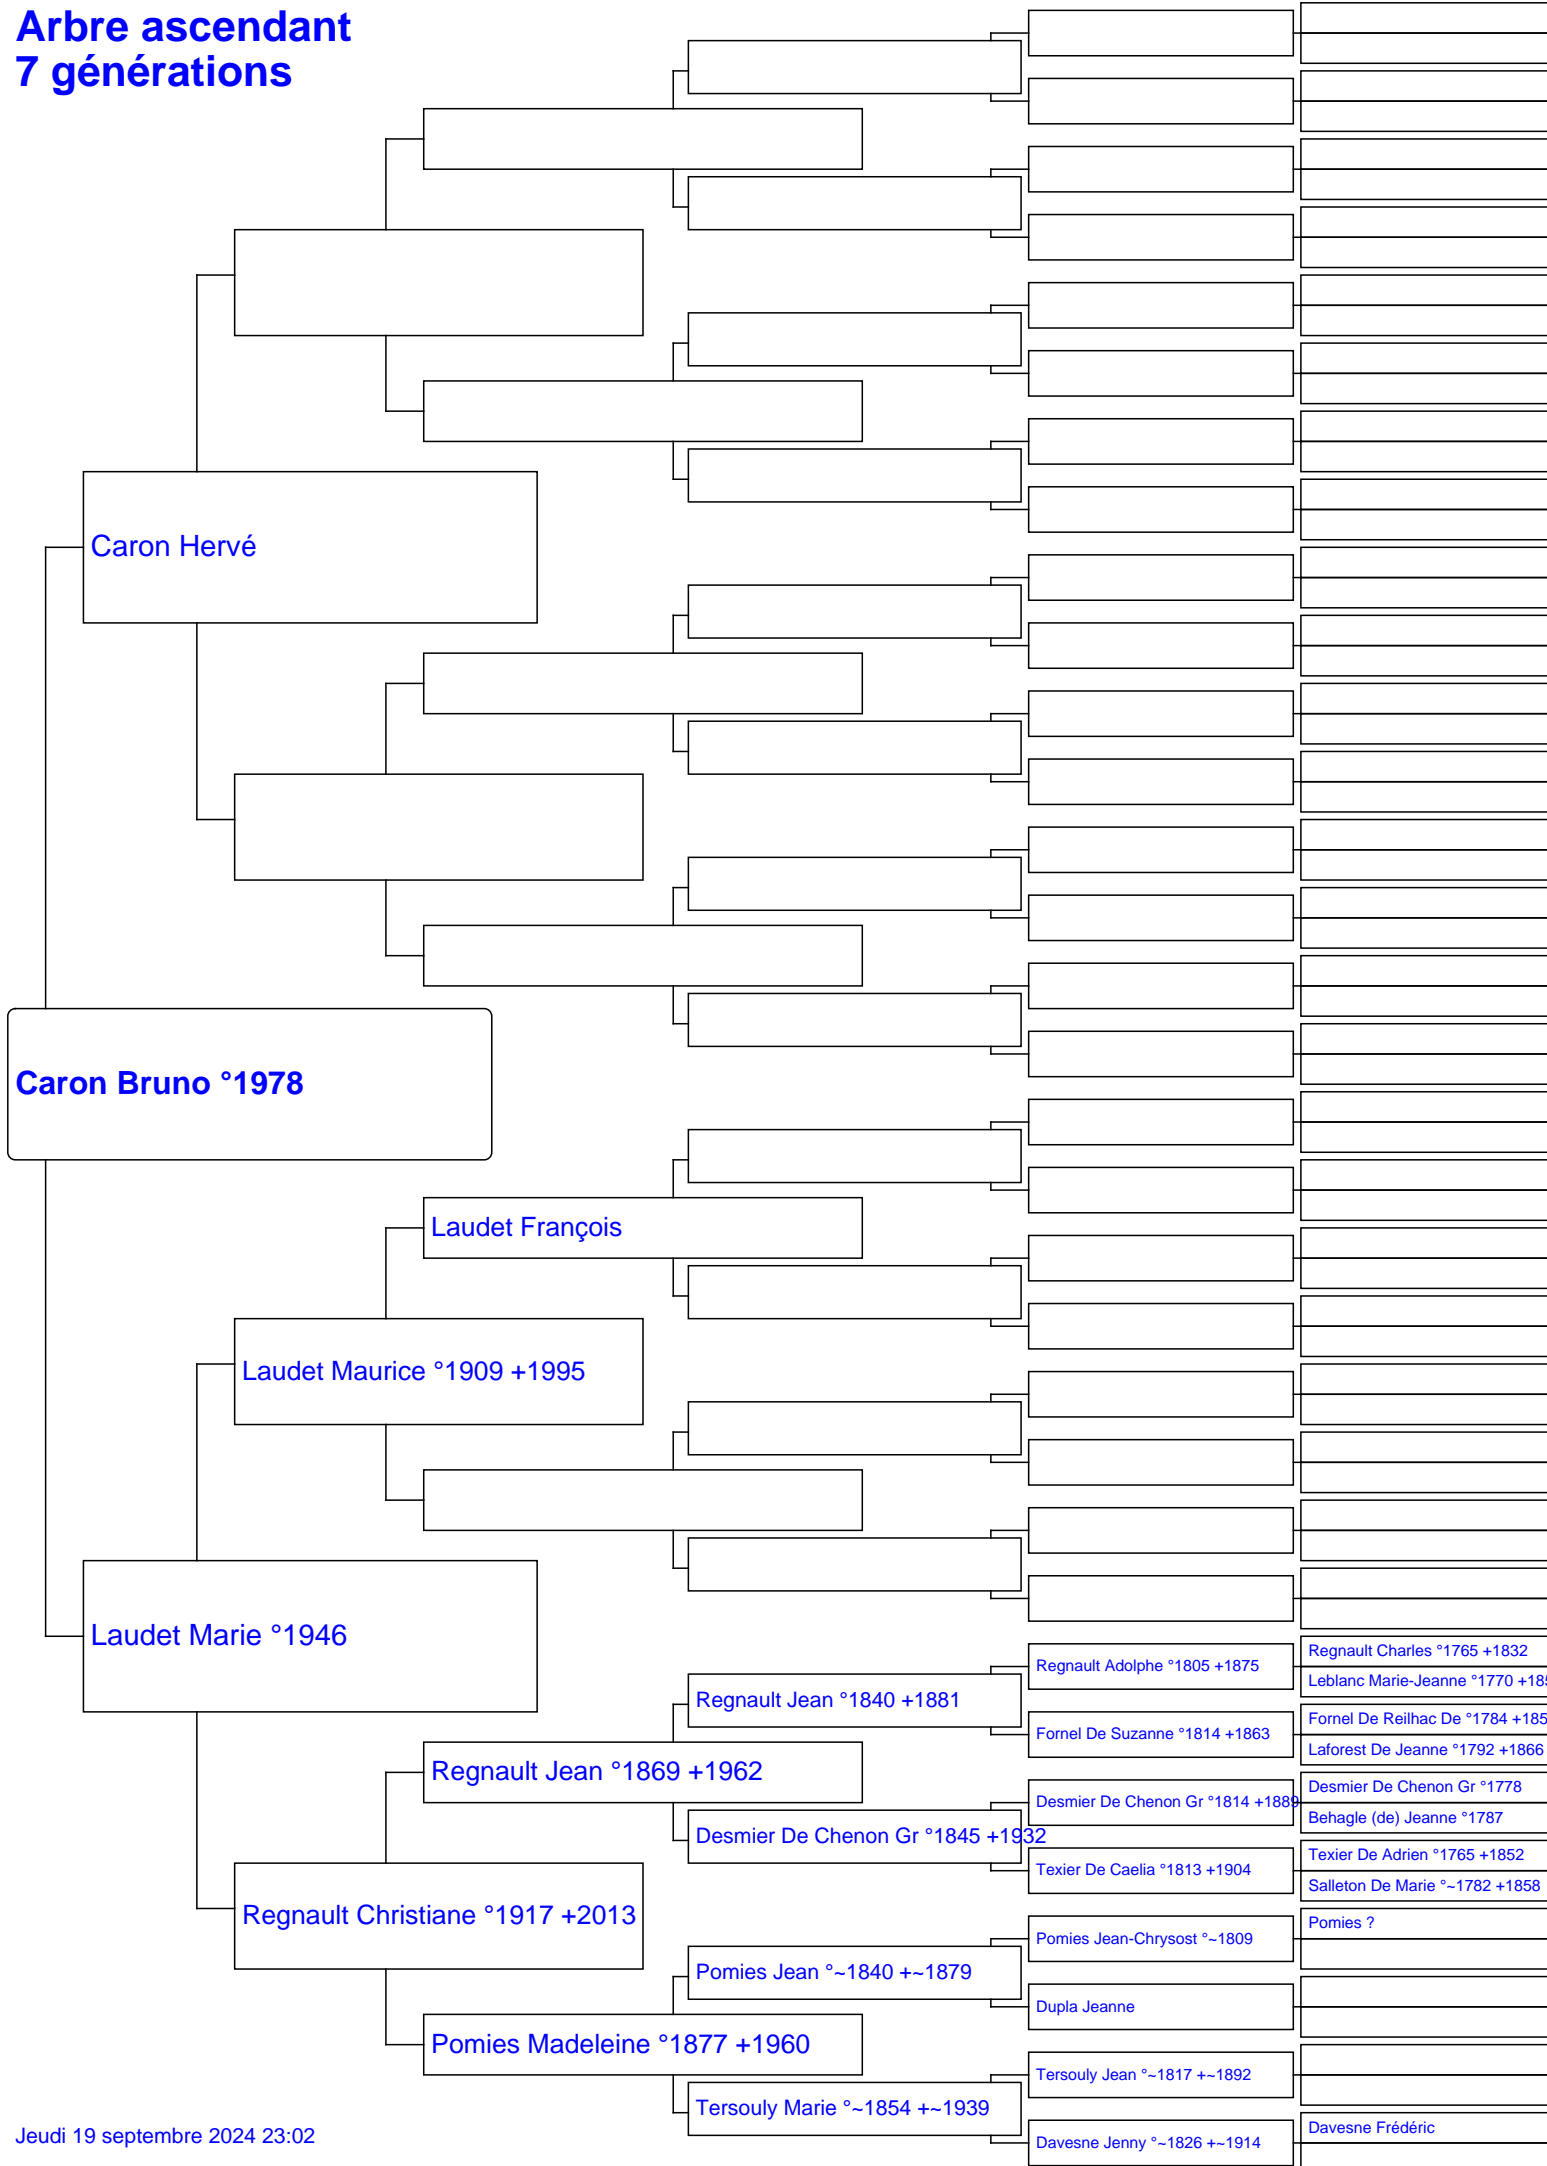 Arbre ascendant
7 générations
Caron Hervé
Caron Bruno °1978
Laudet François
Laudet Maurice °1909 +1995
Laudet Marie °1946
Regnault Charles °1765 +1832
Regnault Adolphe °1805 +1875
Leblanc Marie-Jeanne °1770 +185
Regnault Jean °1840 +1881
Fornel De Reilhac De °1784 +185
Fornel De Suzanne °1814 +1863
Laforest De Jeanne °1792 +1866
Regnault Jean °1869 +1962
Desmier De Chenon Gr °1778
Desmier De Chenon Gr °1814 +1889
Behagle (de) Jeanne °1787
Desmier De Chenon Gr °1845 +1932
Texier De Adrien °1765 +1852
Texier De Caelia °1813 +1904
Salleton De Marie °~1782 +1858
Regnault Christiane °1917 +2013
Pomies ?
Pomies Jean-Chrysost °~1809
Pomies Jean °~1840 +~1879
Dupla Jeanne
Pomies Madeleine °1877 +1960
Tersouly Jean °~1817 +~1892
Tersouly Marie °~1854 +~1939
Davesne Frédéric
Davesne Jenny °~1826 +~1914
Jeudi 19 septembre 2024 23:02